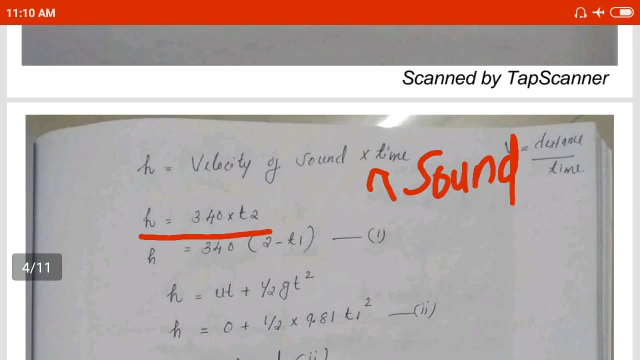 11:10 AM
Scanned by TapScanner
h = Velocity of Sound x time
V = distance
time
Sound
h = 340 x t2
h = 340 (2 - t1) — (1)
4/11
h = ut + 1/2 gt²
h = 0 + 1/2 x 9.81 t1² — (ii)